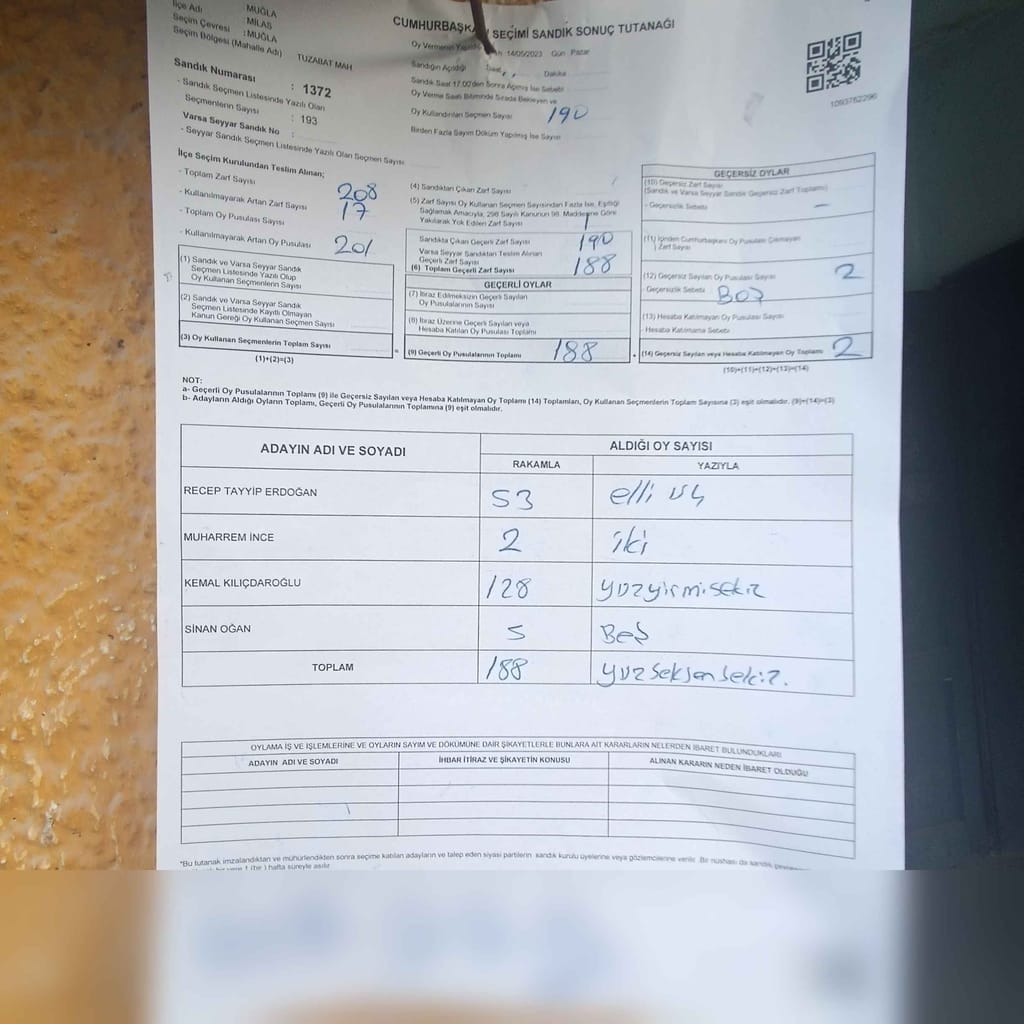 İlçe Adı : MUĞLA
Seçim Çevresi : MİLAS
Seçim Bölgesi (Mahalle Adı) : MUĞLA
TUZABAT MAH
Sandık Numarası : 1372
- Sandık Seçmen Listesinde Yazılı Olan
Seçmenlerin Sayısı : 193
Varsa Seyyar Sandık No :
- Seyyar Sandık Seçmen Listesinde Yazılı Olan Seçmen Sayısı
CUMHURBAŞKA SEÇİMİ SANDIK SONUÇ TUTANAĞI
Oy Vermenin 14/05/2023 Gün Pazar
Sandığın Açıldığı Saat Dakika
Sandık Saat 17.00'den Sonra Açılmış İse Sebebi
Oy Verme Saati Bitiminde Sırada Bekleyen ve
Oy Kullandırılan Seçmen Sayısı 190
Birden Fazla Sayım Döküm Yapılmış İse Sayısı
1093762296
İlçe Seçim Kurulundan Teslim Alınan;
- Toplam Zarf Sayısı 208
- Kullanılmayarak Artan Zarf Sayısı 17
- Toplam Oy Pusulası Sayısı
- Kullanılmayarak Artan Oy Pusulası 201
(1) Sandık ve Varsa Seyyar Sandık
Seçmen Listesinde Yazılı Olup
Oy Kullanan Seçmenlerin Sayısı
(2) Sandık ve Varsa Seyyar Sandık
Seçmen Listesinde Kayıtlı Olmayan
Kanun Gereği Oy Kullanan Seçmen Sayısı
(3) Oy Kullanan Seçmenlerin Toplam Sayısı
(1)+(2)=(3)
(4) Sandıktan Çıkan Zarf Sayısı
(5) Zarf Sayısı Oy Kullanan Seçmen Sayısından Fazla İse, Eşitliği
Sağlamak Amacıyla, 298 Sayılı Kanunun 98. Maddesine Göre
Yakılarak Yok Edilen Zarf Sayısı
Sandıkta Çıkan Geçerli Zarf Sayısı 190
Varsa Seyyar Sandıktan Teslim Alınan
Geçerli Zarf Sayısı
(6) Toplam Geçerli Zarf Sayısı 188
GEÇERLİ OYLAR
(7) İtiraz Edilmeksizin Geçerli Sayılan
Oy Pusulalarının Sayısı
(8) İtiraz Üzerine Geçerli Sayılan veya
Hesaba Katılan Oy Pusulası Toplamı
(9) Geçerli Oy Pusulalarının Toplamı 188
GEÇERSİZ OYLAR
(10) Geçersiz Zarf Sayısı
(Sandık ve Varsa Seyyar Sandık Geçersiz Zarf Toplamı)
- Geçersizlik Sebebi –
(11) İçinden Cumhurbaşkanı Oy Pusulası Çıkmayan
Zarf Sayısı
(12) Geçersiz Sayılan Oy Pusulası Sayısı 2
- Geçersizlik Sebebi BOŞ
(13) Hesaba Katılmayan Oy Pusulası Sayısı
- Hesaba Katılmama Sebebi
(14) Geçersiz Sayılan veya Hesaba Katılmayan Oy Toplamı 2
(10)+(11)+(12)+(13)=(14)
NOT:
a- Geçerli Oy Pusulalarının Toplamı (9) ile Geçersiz Sayılan veya Hesaba Katılmayan Oy Toplamı (14) Toplamları, Oy Kullanan Seçmenlerin Toplam Sayısına (3) eşit olmalıdır. (9)+(14)=(3)
b- Adayların Aldığı Oyların Toplamı, Geçerli Oy Pusulalarının Toplamına (9) eşit olmalıdır.
ADAYIN ADI VE SOYADI ALDIĞI OY SAYISI
RAKAMLA YAZIYLA
RECEP TAYYİP ERDOĞAN 53 elli üç
MUHARREM İNCE 2 iki
KEMAL KILIÇDAROĞLU 128 yüzyirmisekiz
SİNAN OĞAN 5 Beş
TOPLAM 188 yüzseksensekiz.
OYLAMA İŞ VE İŞLEMLERİNE VE OYLARIN SAYIM VE DÖKÜMÜNE DAİR ŞİKAYETLERLE BUNLARA AİT KARARLARIN NELERDEN İBARET BULUNDUKLARI
ADAYIN ADI VE SOYADI İHBAR İTİRAZ VE ŞİKAYETİN KONUSU ALINAN KARARIN NEDEN İBARET OLDUĞU
*Bu tutanak imzalandıktan ve mühürlendikten sonra seçime katılan adayların ve talep eden siyasi partilerin sandık kurulu üyelerine veya gözlemcilerine verilir. Bir nüshası da sandık
1 (bir) hafta süreyle asılır.